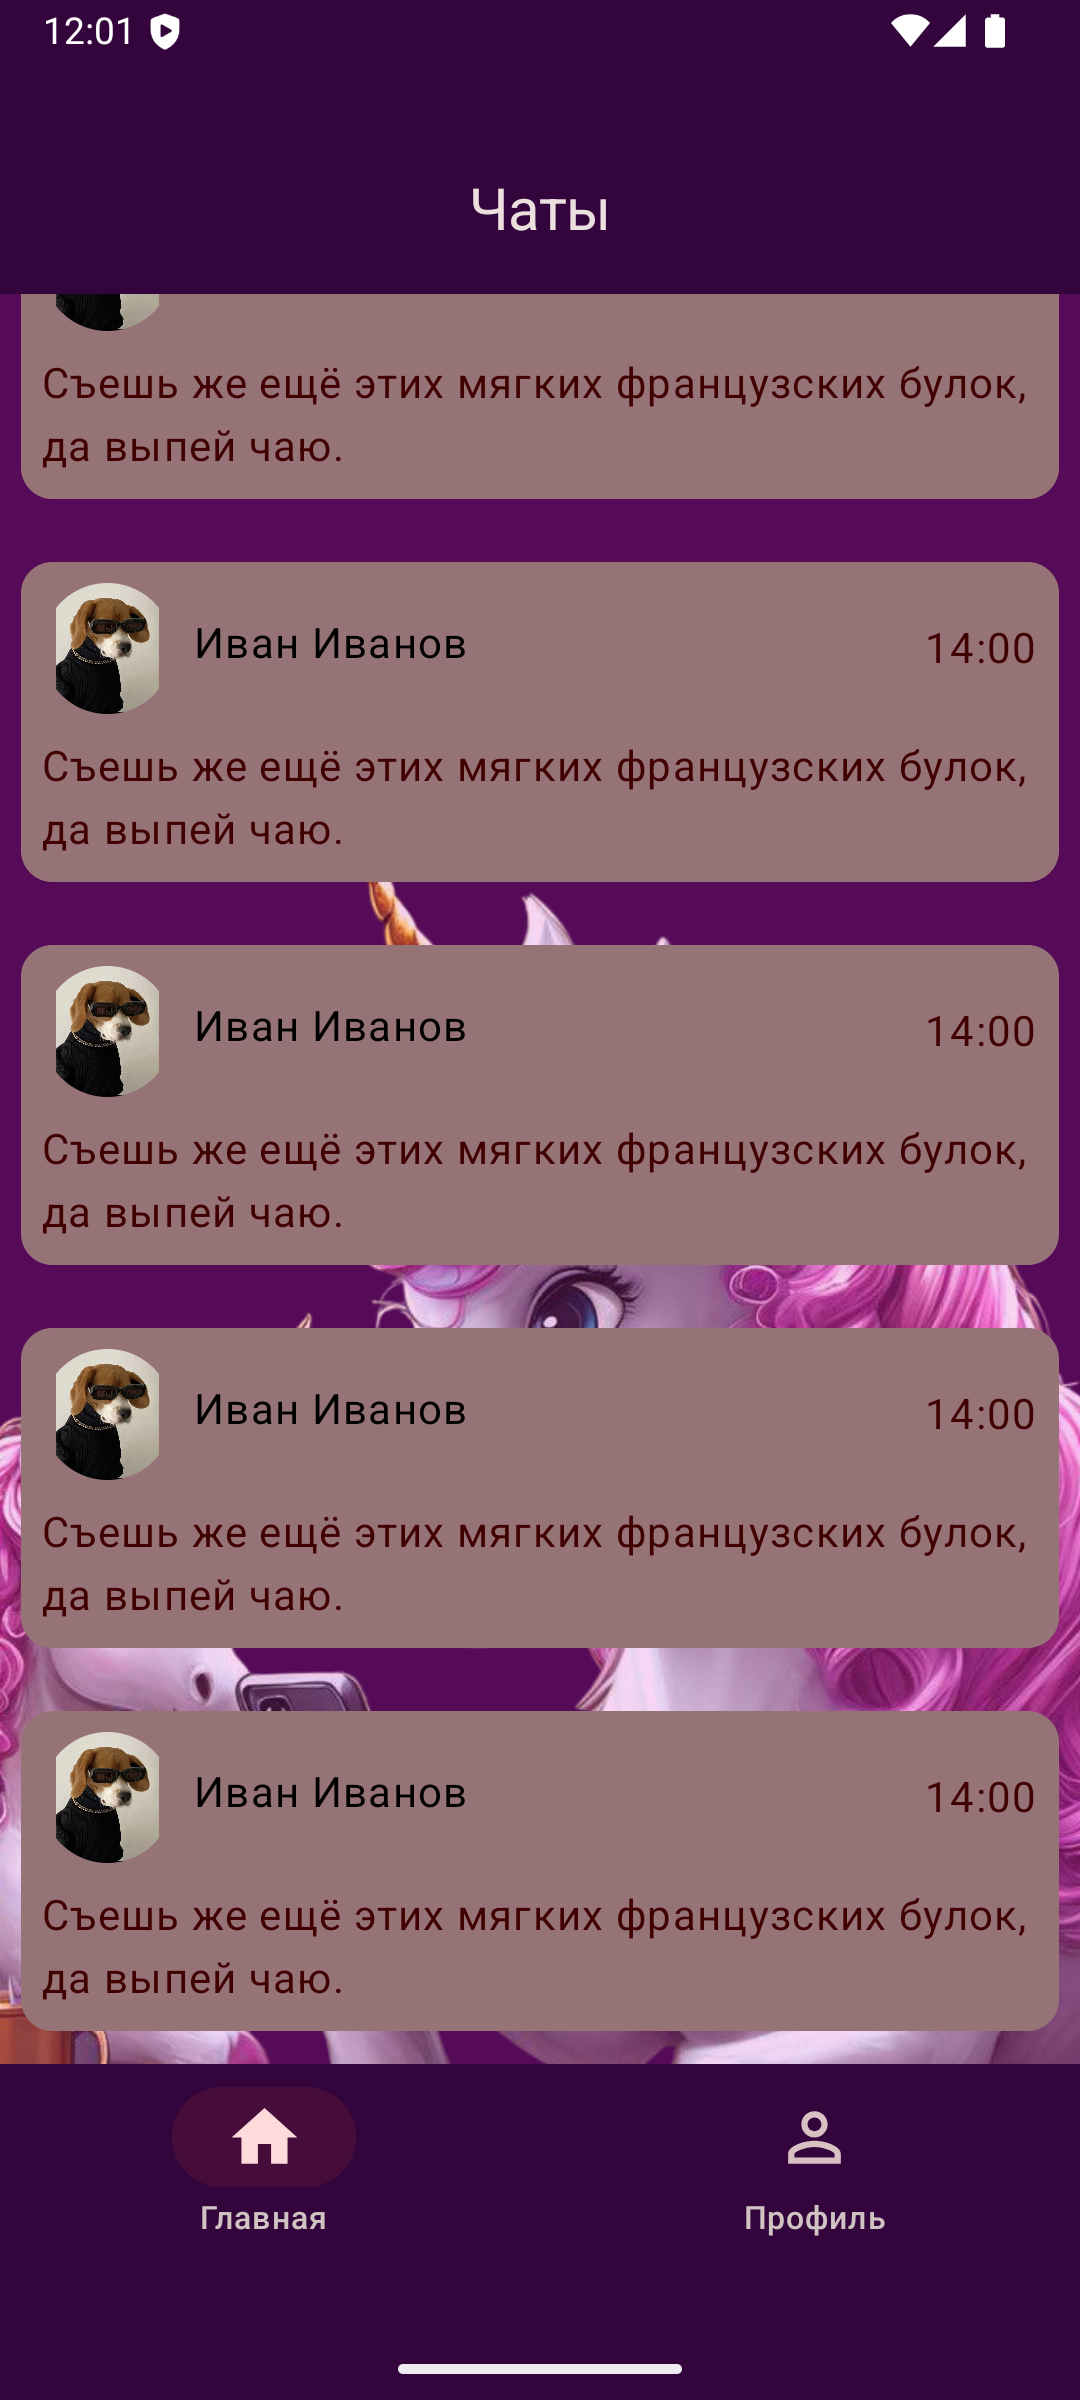 12:01
Чаты
Съешь же ещё этих мягких французских булок,
да выпей чаю.
Иван Иванов
14:00
Съешь же ещё этих мягких французских булок,
да выпей чаю.
Иван Иванов
14:00
Съешь же ещё этих мягких французских булок,
да выпей чаю.
Иван Иванов
14:00
Съешь же ещё этих мягких французских булок,
да выпей чаю.
Иван Иванов
14:00
Съешь же ещё этих мягких французских булок,
да выпей чаю.
Главная
Профиль